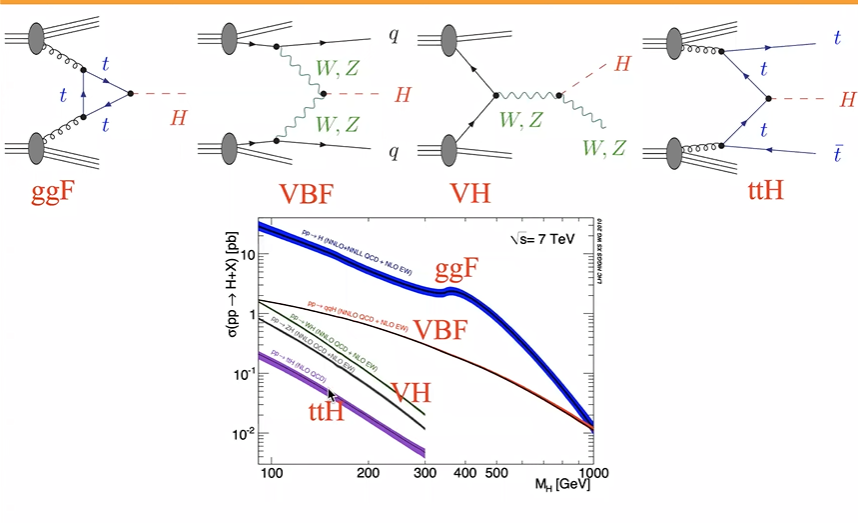 t
t
t
H
ggF
q
W, Z
H
W, Z
q
VBF
H
W, Z
W, Z
VH
t
t
H
t
t̄
ttH
σ(pp → H+X) [pb]
10
1
10⁻¹
10⁻²
pp → H (NNLO+NNLL QCD + NLO EW)
√s= 7 TeV
LHC HIGGS XS WG 2010
ggF
pp → qqH (NNLO QCD + NLO EW)
VBF
pp → WH (NNLO QCD + NLO EW)
pp → ZH (NNLO QCD + NLO EW)
VH
pp → ttH (NLO QCD)
ttH
100
200
300
400
500
1000
M_H [GeV]